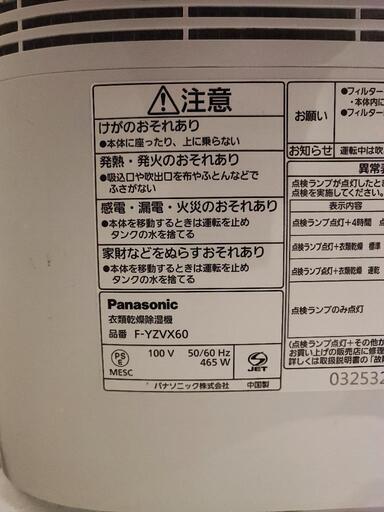 ⚠注意
けがのおそれあり
●本体に座ったり、上に乗らない
発熱・発火のおそれあり
●吸込口や吹出口を布やふとんなどで
ふさがない
感電・漏電・火災のおそれあり
●本体を移動するときは運転を止め
タンクの水を捨てる
家財などをぬらすおそれあり
●本体を移動するときは運転を止め
タンクの水を捨てる
Panasonic
衣類乾燥除湿機
品番 F-YZVX60
PS
E
MESC
100 V 50/60 Hz
465 W
JET
パナソニック株式会社
中国製
お願い
●フィルター
・本体内に
●フィルター
お知らせ
運転中は吹
異常表
点検ランプが点灯したとき
点検を実施してください。
表示内容
点検ランプ点灯+4時間 点
点検ランプ点灯+衣類乾燥 標準
点検ランプ点灯+衣類乾燥 速乾
点検ランプのみ点灯
(点検ランプ点灯+その他が
お買い上げの販売店に修理
詳しくは取扱説明書の「故障
032532